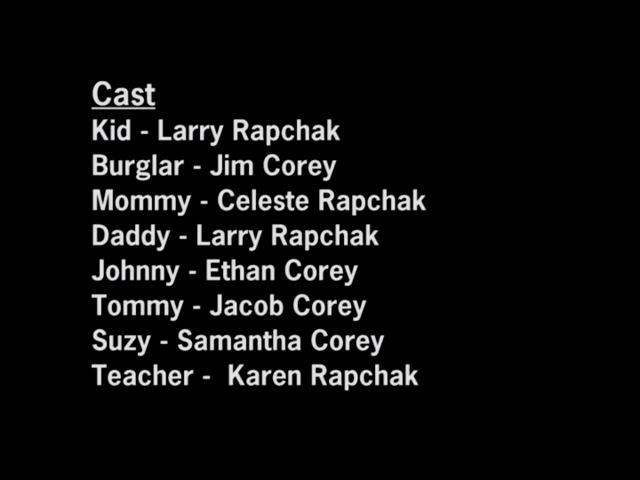 Cast
Kid - Larry Rapchak
Burglar - Jim Corey
Mommy - Celeste Rapchak
Daddy - Larry Rapchak
Johnny - Ethan Corey
Tommy - Jacob Corey
Suzy - Samantha Corey
Teacher -  Karen Rapchak